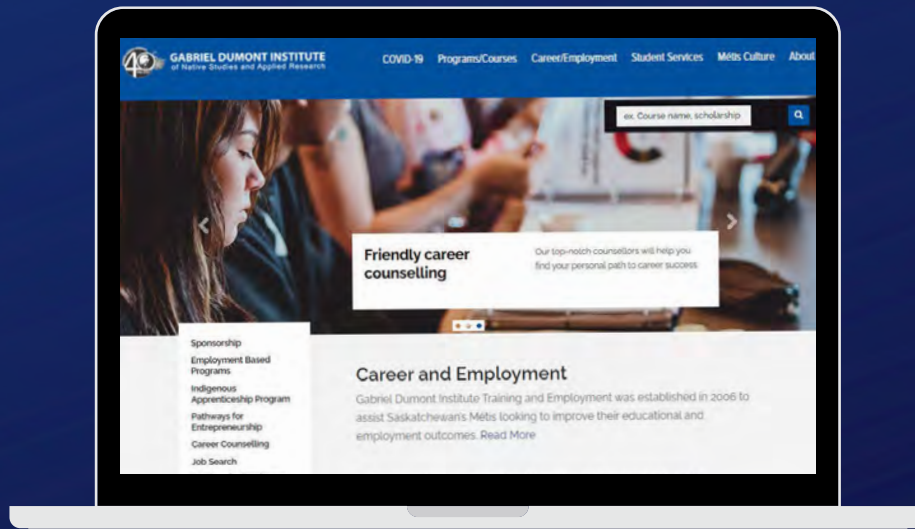 40
GABRIEL DUMONT INSTITUTE
of Native Studies and Applied Research
COVID-19 Programs/Courses Career/Employment Student Services Métis Culture About
ex. Course name, scholarship
Friendly career
counselling
Our top-notch counsellors will help you
find your personal path to career success
Sponsorship
Employment Based
Programs
Indigenous
Apprenticeship Program
Pathways for
Entrepreneurship
Career Counselling
Job Search
Career and Employment
Gabriel Dumont Institute Training and Employment was established in 2006 to
assist Saskatchewan's Métis looking to improve their educational and
employment outcomes. Read More